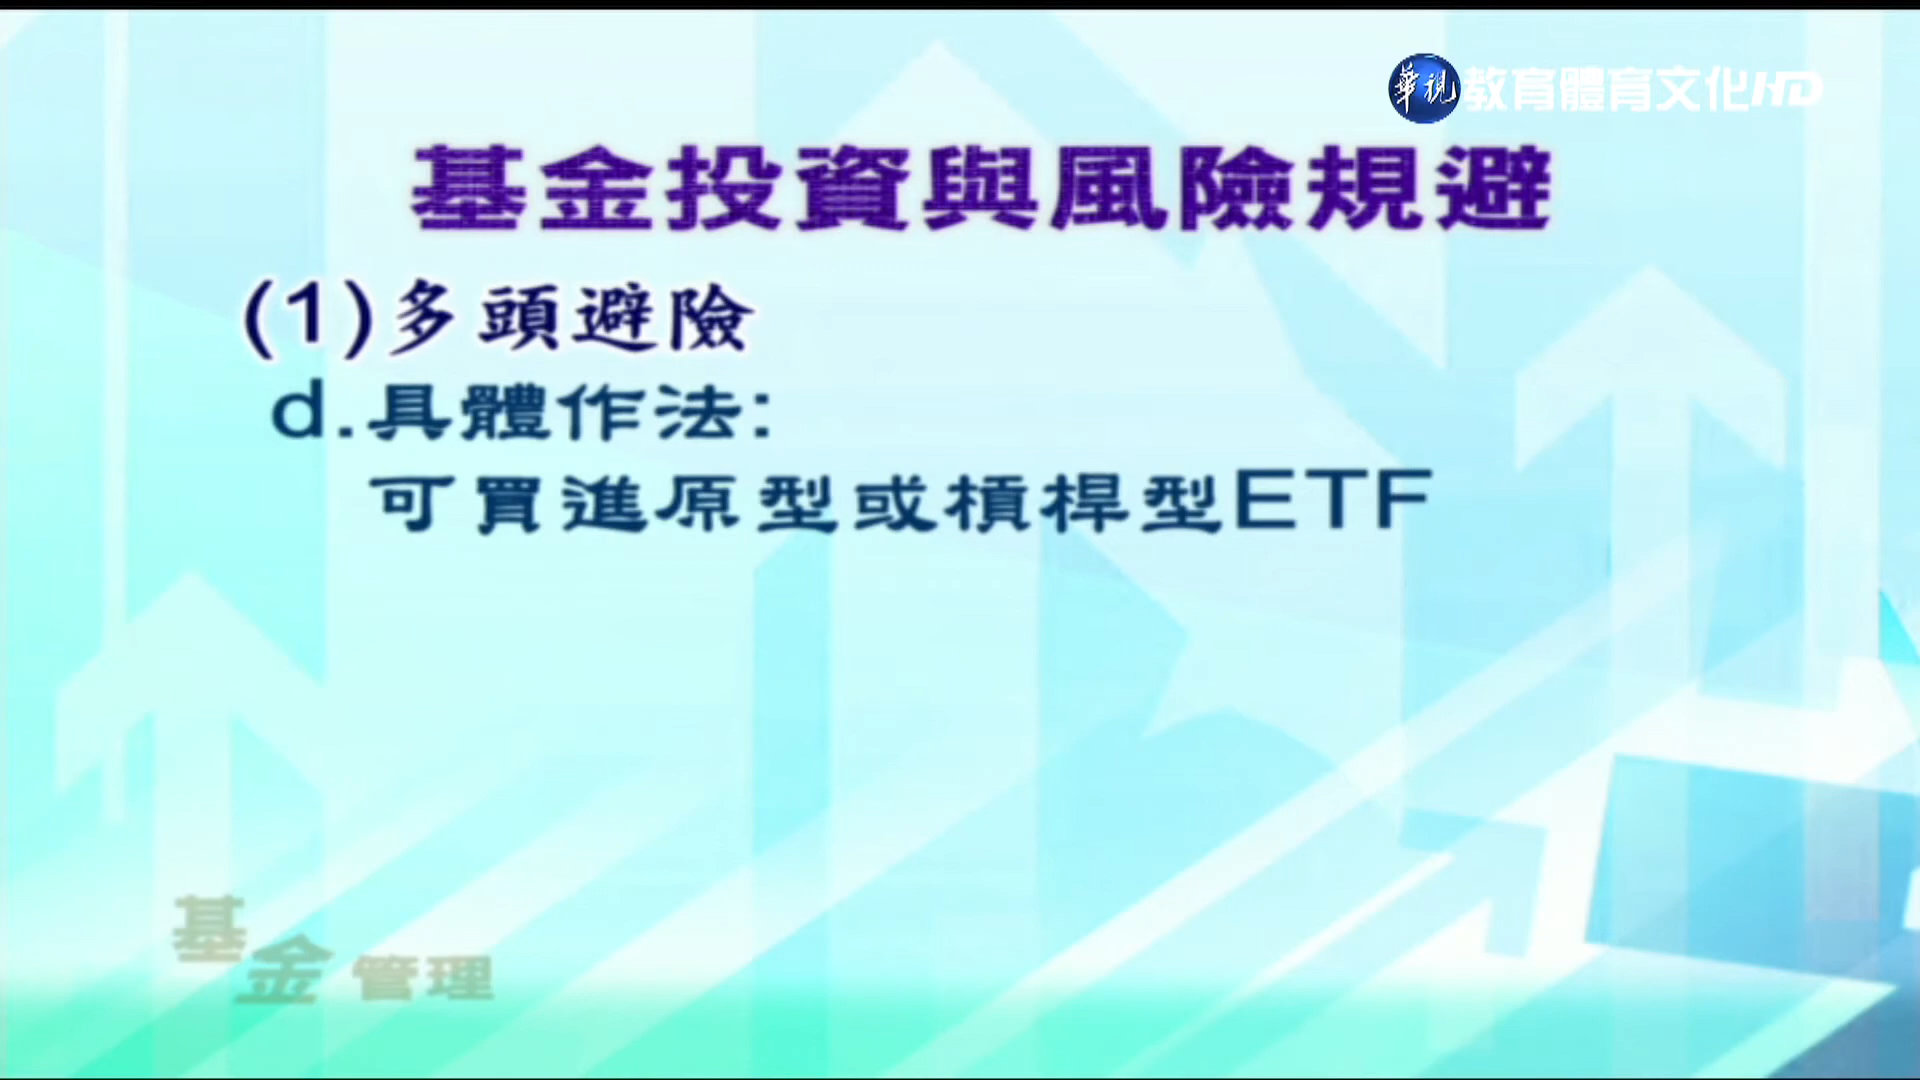 華視 教育體育文化HD
基金投資與風險規避
(1)多頭避險
d.具體作法:
可買進原型或槓桿型ETF
基金管理